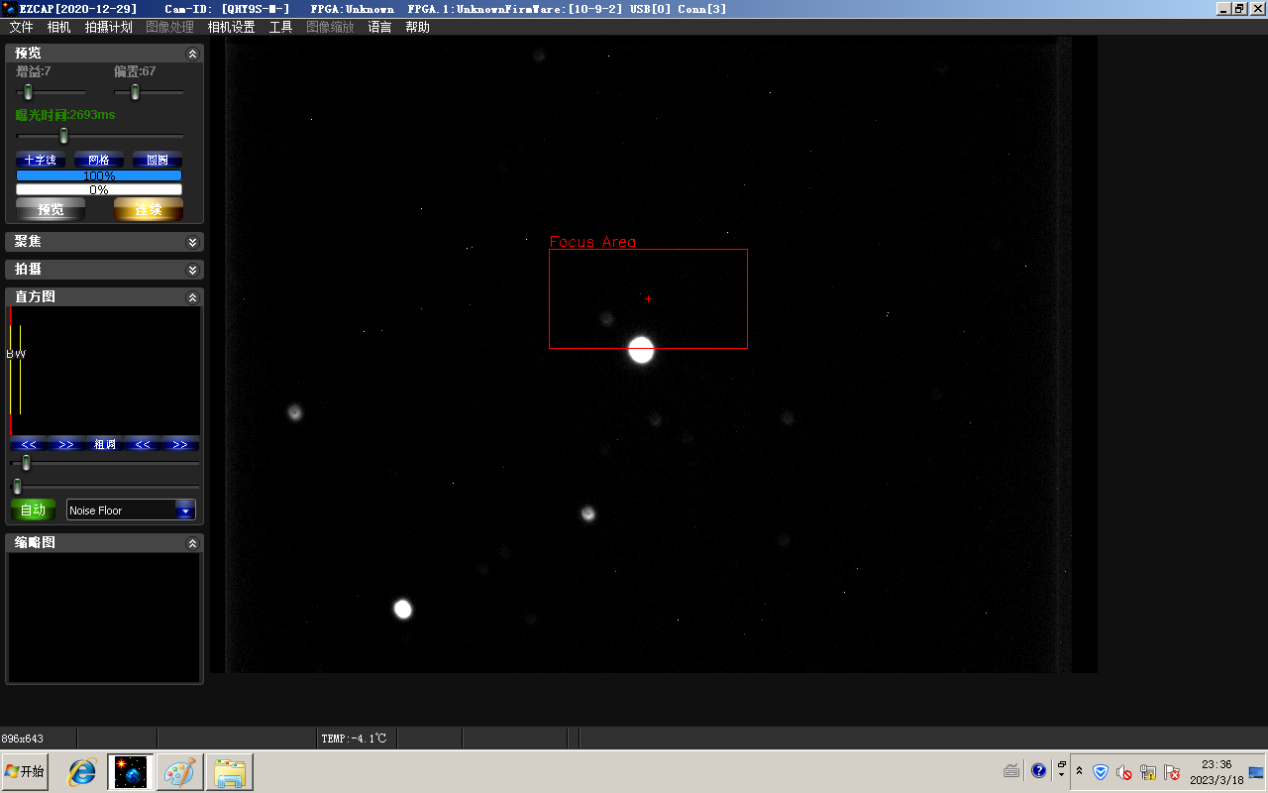 EZCAP[2020-12-29] Cam-ID: [QHY9S-M-] FPGA:Unknown FPGA.1:UnknownFirmWare:[10-9-2] USB[0] Conn[3]
文件 相机 拍摄计划 图像处理 相机设置 工具 图像缩放 语言 帮助
预览
增益:7 偏置:67
曝光时间:2693ms
十字线 网格 圆圈
100%
0%
预览 连续
聚焦
拍摄
直方图
BW
<< >> 粗调 << >>
自动 Noise Floor
缩略图
Focus Area
896x643 TEMP:-4.1℃
开始
23:36
2023/3/18